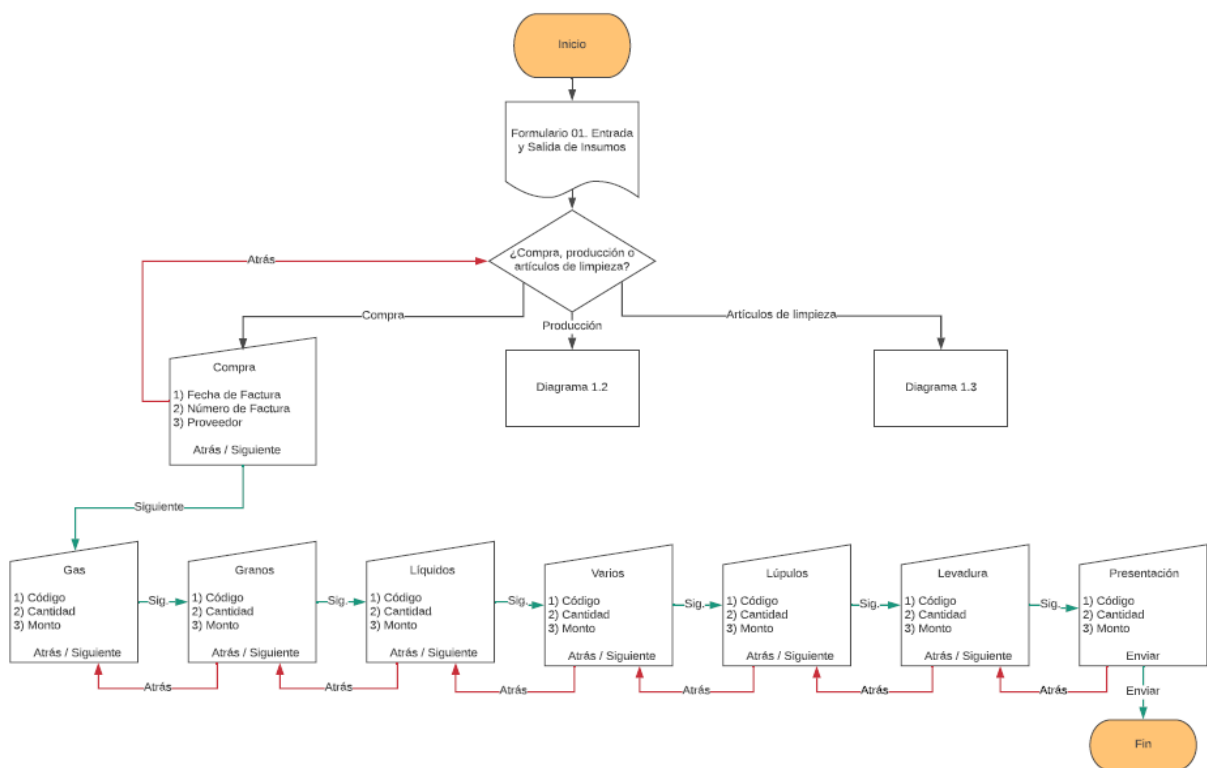 Inicio
Formulario 01. Entrada
y Salida de Insumos
¿Compra, producción o
artículos de limpieza?
Atrás
Compra
Producción
Artículos de limpieza
Compra
1) Fecha de Factura
2) Número de Factura
3) Proveedor
Atrás / Siguiente
Diagrama 1.2
Diagrama 1.3
Siguiente
Gas
1) Código
2) Cantidad
3) Monto
Atrás / Siguiente
Sig.
Atrás
Granos
1) Código
2) Cantidad
3) Monto
Atrás / Siguiente
Sig.
Atrás
Líquidos
1) Código
2) Cantidad
3) Monto
Atrás / Siguiente
Sig.
Atrás
Varios
1) Código
2) Cantidad
3) Monto
Atrás / Siguiente
Sig.
Atrás
Lúpulos
1) Código
2) Cantidad
3) Monto
Atrás / Siguiente
Sig.
Atrás
Levadura
1) Código
2) Cantidad
3) Monto
Atrás / Siguiente
Sig.
Atrás
Presentación
1) Código
2) Cantidad
3) Monto
Enviar
Enviar
Fin